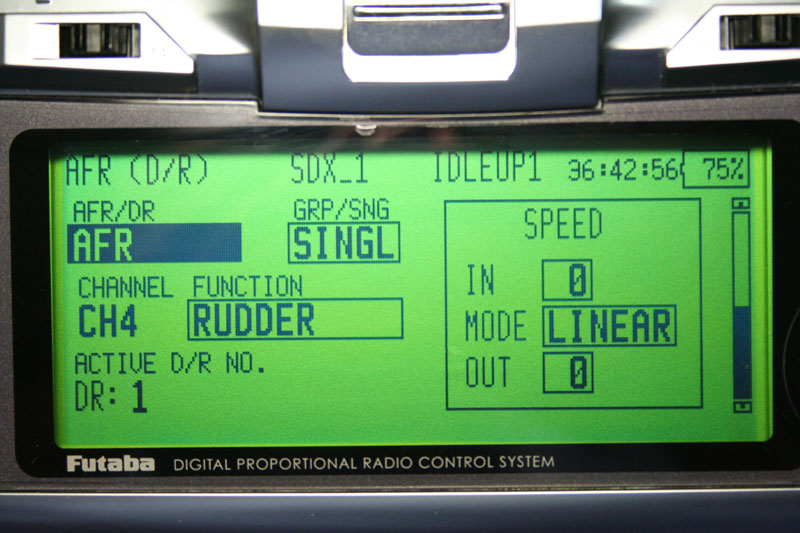 AFR (D/R) SDX_1 IDLEUP1 36:42:56 75%
AFR/DR GRP/SNG
AFR SINGL
CHANNEL FUNCTION
CH4 RUDDER
ACTIVE D/R NO.
DR: 1
SPEED
IN 0
MODE LINEAR
OUT 0
Futaba DIGITAL PROPORTIONAL RADIO CONTROL SYSTEM